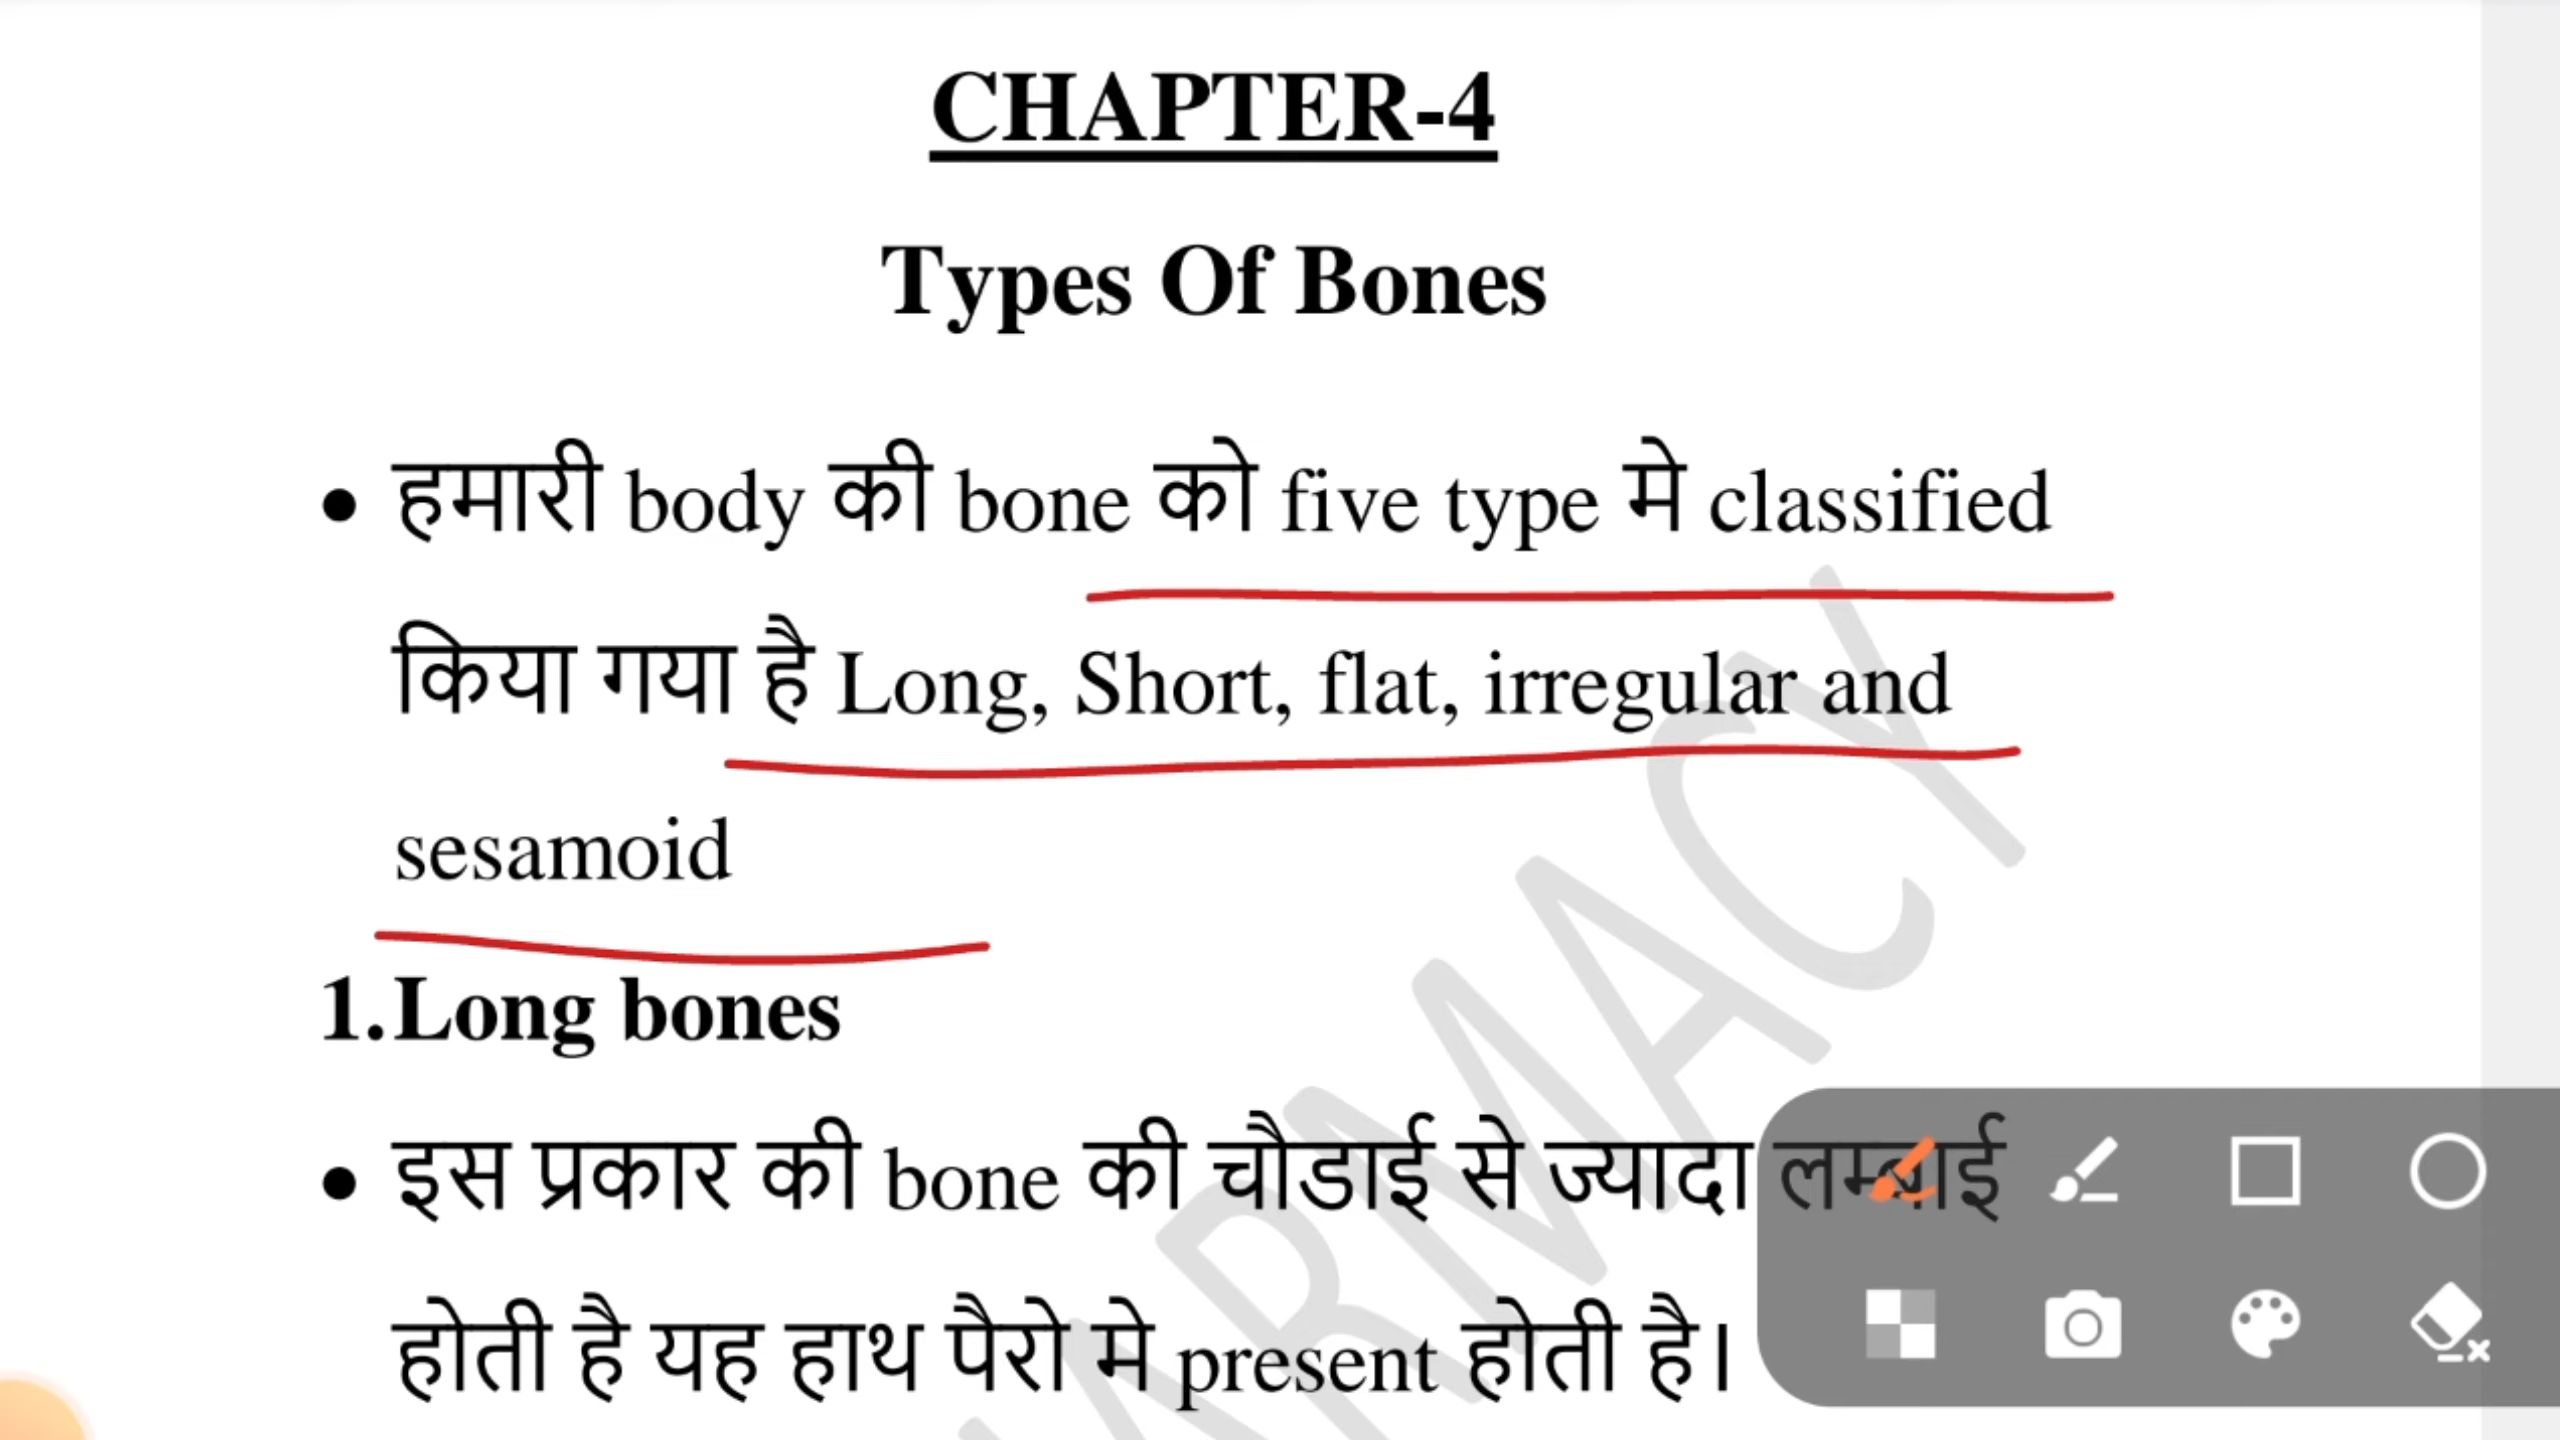 CHAPTER-4
Types Of Bones
• हमारी body की bone को five type मे classified
किया गया है Long, Short, flat, irregular and
sesamoid
1. Long bones
• इस प्रकार की bone की चौडाई से ज्यादा लम्बाई
होती है यह हाथ पैरो मे present होती है।